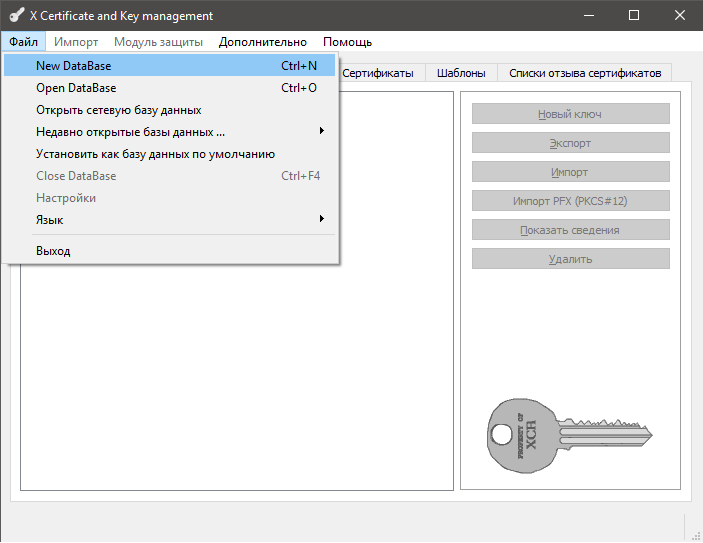 X Certificate and Key management
Файл Импорт Модуль защиты Дополнительно Помощь
New DataBase Ctrl+N
Open DataBase Ctrl+O
Открыть сетевую базу данных
Недавно открытые базы данных ...
Установить как базу данных по умолчанию
Close DataBase Ctrl+F4
Настройки
Язык
Выход
Сертификаты Шаблоны Списки отзыва сертификатов
Новый ключ
Экспорт
Импорт
Импорт PFX (PKCS#12)
Показать сведения
Удалить
PROPERTY OF
XCA